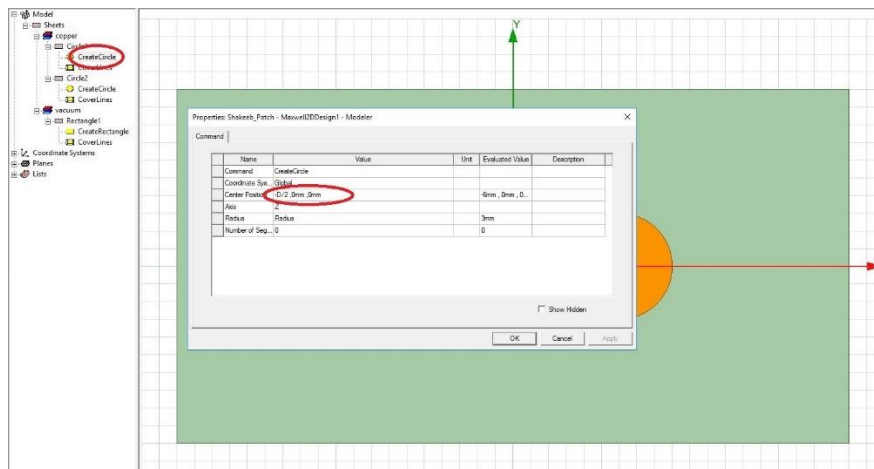 Model
Sheets
copper
CreateCircle
CoverLines
Circle2
CreateCircle
CoverLines
vacuum
Rectangle1
CreateRectangle
CoverLines
Coordinate Systems
Planes
Lists
Y
Properties: Shakeeb_Patch - Maxwell2DDesign1 - Modeler
Command
Name Value Unit Evaluated Value Description
Command CreateCircle
Coordinate Sys... Global
Center Position -D/2 ,0mm ,0mm -6mm , 0mm , 0...
Axis Z
Radius Radius 3mm
Number of Seg... 0 0
Show Hidden
OK Cancel Apply